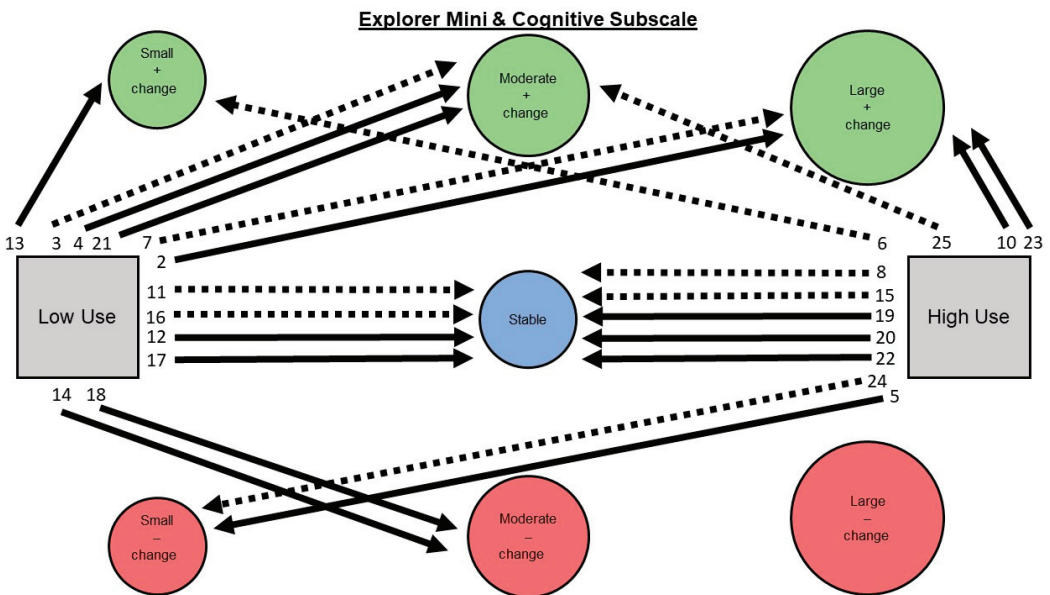 Explorer Mini & Cognitive Subscale
Small
+
change
Moderate
+
change
Large
+
change
13
3
4
21
7
2
6
25
10
23
Low Use
11
16
12
17
Stable
8
15
19
20
22
24
5
High Use
14
18
Small
–
change
Moderate
–
change
Large
–
change